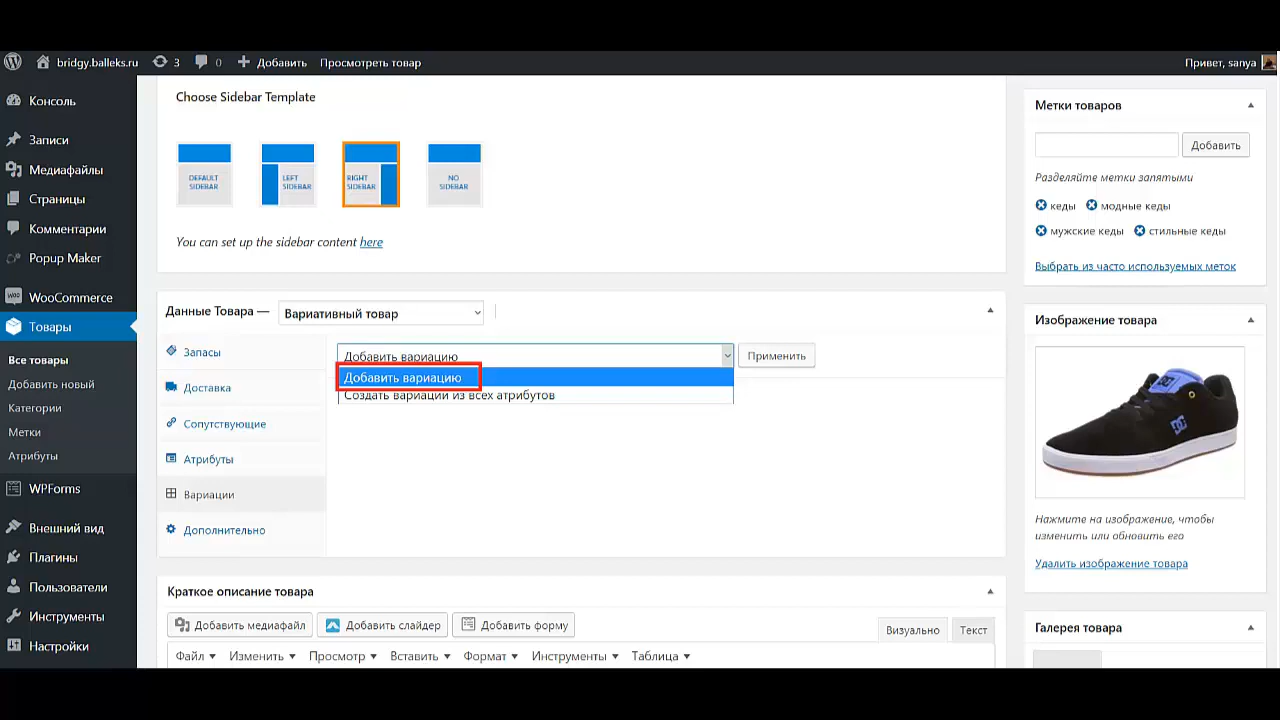 bridgy.balleks.ru 3 0 Добавить Просмотреть товар Привет, sanya
Консоль
Записи
Медиафайлы
Страницы
Комментарии
Popup Maker
WooCommerce
Товары
Все товары
Добавить новый
Категории
Метки
Атрибуты
WPForms
Внешний вид
Плагины
Пользователи
Инструменты
Настройки
Choose Sidebar Template
DEFAULT SIDEBAR
LEFT SIDEBAR
RIGHT SIDEBAR
NO SIDEBAR
You can set up the sidebar content here
Данные Товара — Вариативный товар
Запасы
Доставка
Сопутствующие
Атрибуты
Вариации
Дополнительно
Добавить вариацию Применить
Добавить вариацию
Создать вариации из всех атрибутов
Краткое описание товара
Добавить медиафайл Добавить слайдер Добавить форму
Визуально Текст
Файл Изменить Просмотр Вставить Формат Инструменты Таблица
Метки товаров
Добавить
Разделяйте метки запятыми
кеды модные кеды
мужские кеды стильные кеды
Выбрать из часто используемых меток
Изображение товара
DC
Нажмите на изображение, чтобы
изменить или обновить его
Удалить изображение товара
Галерея товара